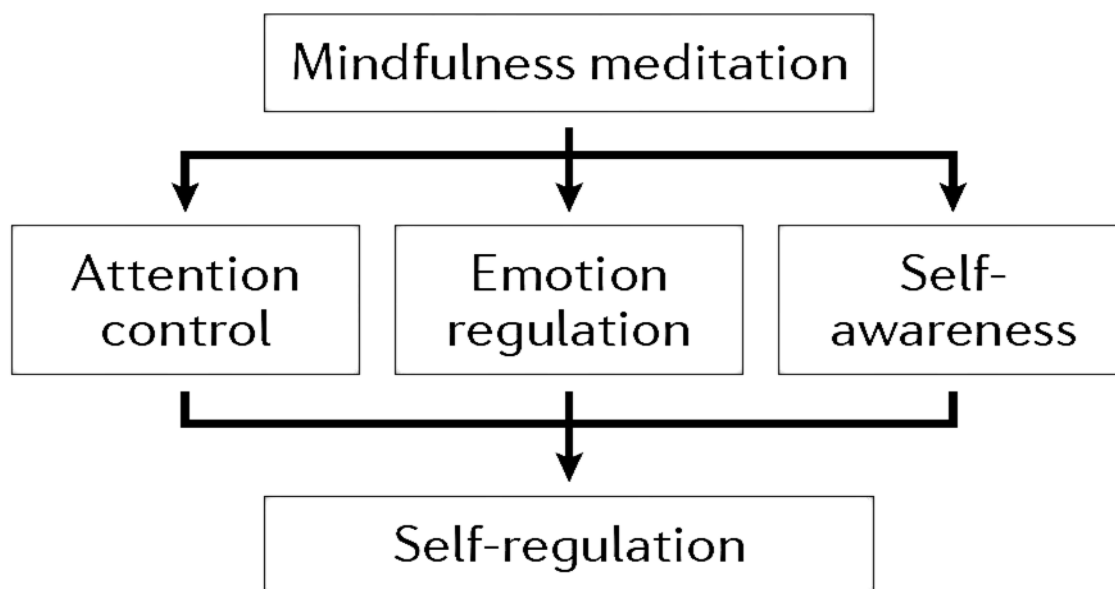 Mindfulness meditation
Attention
control
Emotion
regulation
Self-
awareness
Self-regulation